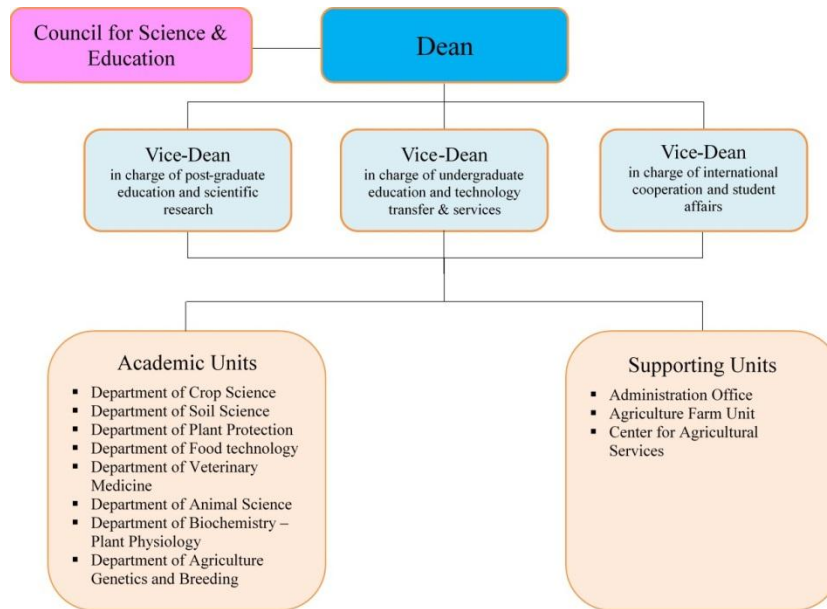 Council for Science &
Education
Dean
Vice-Dean
in charge of post-graduate
education and scientific
research
Vice-Dean
in charge of undergraduate
education and technology
transfer & services
Vice-Dean
in charge of international
cooperation and student
affairs
Academic Units
▪ Department of Crop Science
▪ Department of Soil Science
▪ Department of Plant Protection
▪ Department of Food technology
▪ Department of Veterinary
Medicine
▪ Department of Animal Science
▪ Department of Biochemistry –
Plant Physiology
▪ Department of Agriculture
Genetics and Breeding
Supporting Units
▪ Administration Office
▪ Agriculture Farm Unit
▪ Center for Agricultural
Services